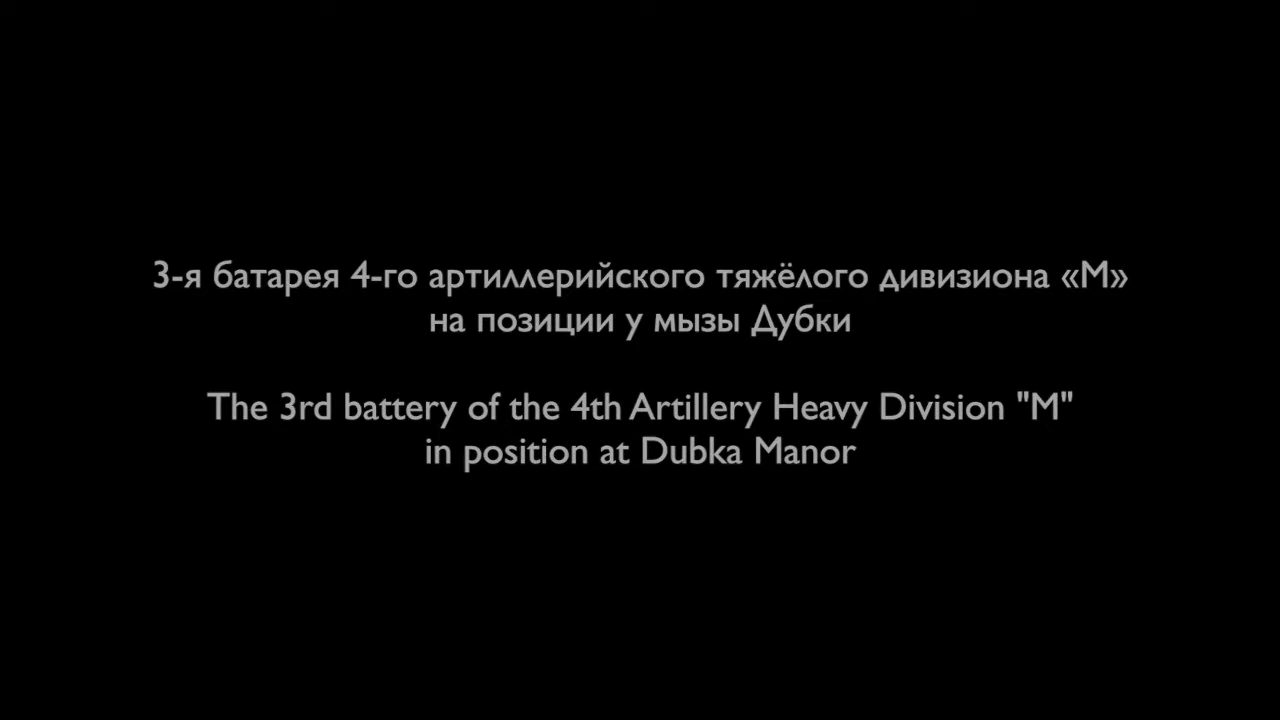 3-я батарея 4-го артиллерийского тяжёлого дивизиона «М»
на позиции у мызы Дубки
The 3rd battery of the 4th Artillery Heavy Division "M"
in position at Dubka Manor